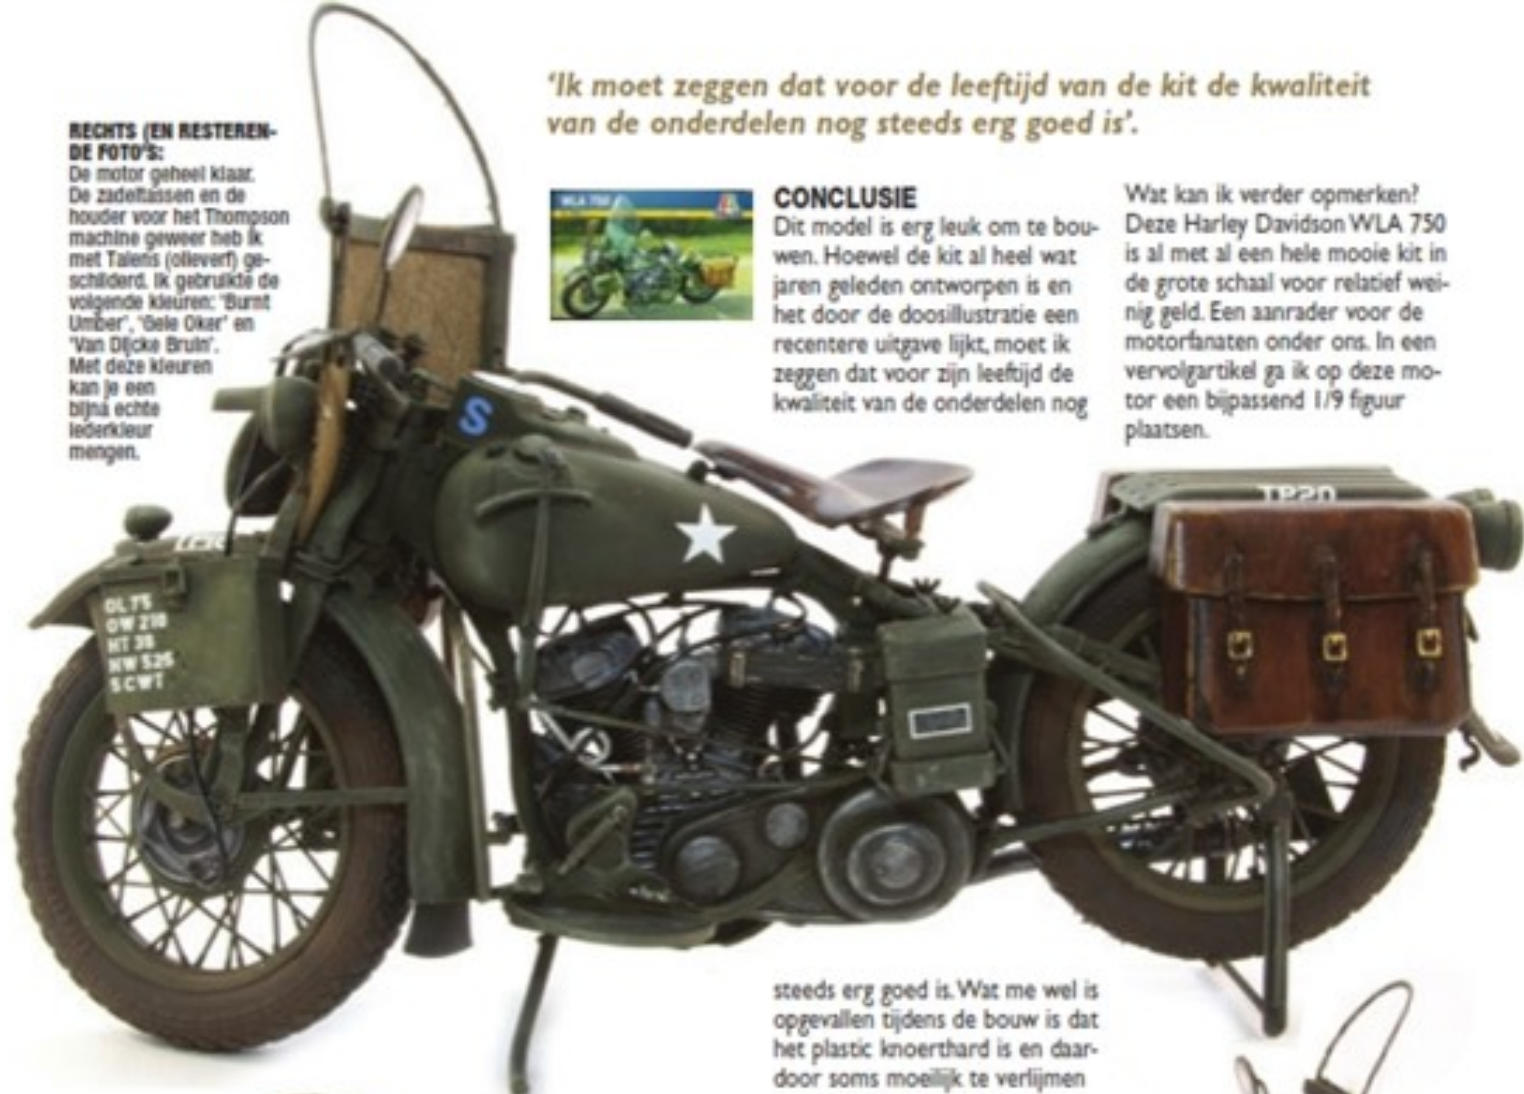 'Ik moet zeggen dat voor de leeftijd van de kit de kwaliteit
van de onderdelen nog steeds erg goed is'.
RECHTS (EN RESTEREN-
DE FOTO'S:
De motor geheel klaar.
De zadeltassen en de
houder voor het Thompson
machine geweer heb ik
met Talens (olieverf) ge-
schilderd. Ik gebruikte de
volgende kleuren: 'Burnt
Umber', 'Gele Oker' en
'Van Dijcke Bruin'.
Met deze kleuren
kan je een
bijna echte
lederkleur
mengen.
WLA 750
CONCLUSIE
Dit model is erg leuk om te bou-
wen. Hoewel de kit al heel wat
jaren geleden ontworpen is en
het door de doosillustratie een
recentere uitgave lijkt, moet ik
zeggen dat voor zijn leeftijd de
kwaliteit van de onderdelen nog
steeds erg goed is. Wat me wel is
opgevallen tijdens de bouw is dat
het plastic knoerthard is en daar-
door soms moeilijk te verlijmen
Wat kan ik verder opmerken?
Deze Harley Davidson WLA 750
is al met al een hele mooie kit in
de grote schaal voor relatief wei-
nig geld. Een aanrader voor de
motorfanaten onder ons. In een
vervolgartikel ga ik op deze mo-
tor een bijpassend 1/9 figuur
plaatsen.
S
OL 75
OW 210
HT 35
HW 525
5 CWT